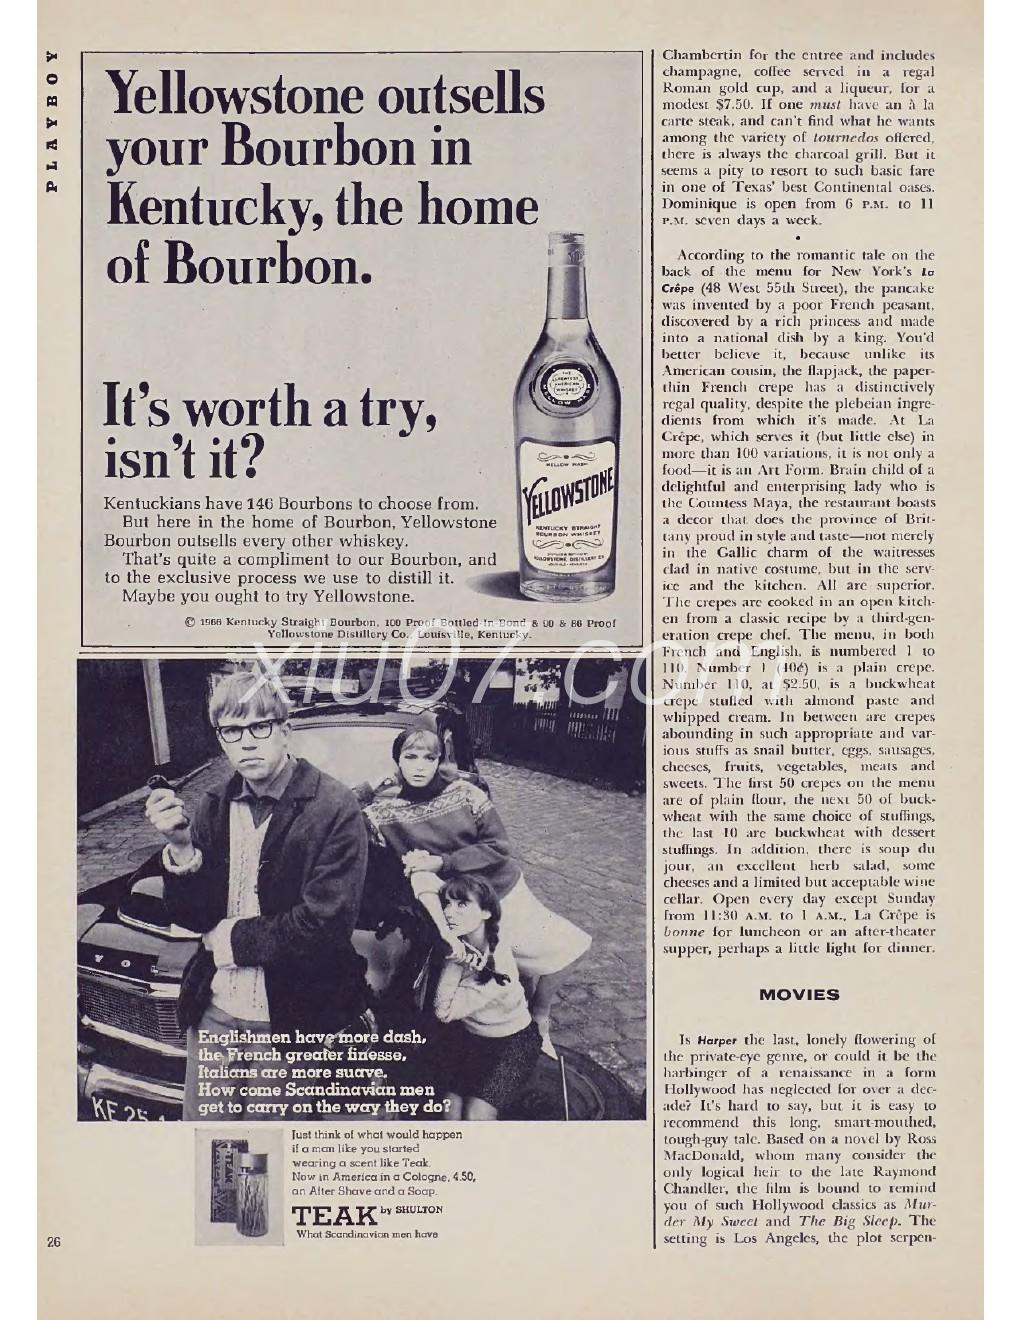 PLAYBOY
Yellowstone outsells
your Bourbon in
Kentucky, the home
of Bourbon.
It's worth a try,
isn't it?
Kentuckians have 146 Bourbons to choose from.
But here in the home of Bourbon, Yellowstone
Bourbon outsells every other whiskey.
That's quite a compliment to our Bourbon, and
to the exclusive process we use to distill it.
Maybe you ought to try Yellowstone.
© 1966 Kentucky Straight Bourbon. 100 Proof Bottled-In-Bond & 90 & 86 Proof
Yellowstone Distillery Co., Louisville, Kentucky.
MELLOW MASH
YELLOWSTONE
KENTUCKY STRAIGHT
BOURBON WHISKEY
YELLOWSTONE DISTILLERY CO
xiu07.com
V O
KF 25
Englishmen have more dash,
the French greater finesse,
Italians are more suave.
How come Scandinavian men
get to carry on the way they do?
Just think of what would happen
if a man like you started
wearing a scent like Teak.
Now in America in a Cologne, 4.50,
an After Shave and a Soap.
TEAK by SHULTON
What Scandinavian men have
26
Chambertin for the entree and includes
champagne, coffee served in a regal
Roman gold cup, and a liqueur, for a
modest $7.50. If one must have an à la
carte steak, and can't find what he wants
among the variety of tournedos offered,
there is always the charcoal grill. But it
seems a pity to resort to such basic fare
in one of Texas' best Continental oases.
Dominique is open from 6 P.M. to 11
P.M. seven days a week.
•
According to the romantic tale on the
back of the menu for New York's La
Crêpe (48 West 55th Street), the pancake
was invented by a poor French peasant,
discovered by a rich princess and made
into a national dish by a king. You'd
better believe it, because unlike its
American cousin, the flapjack, the paper-
thin French crepe has a distinctively
regal quality, despite the plebeian ingre-
dients from which it's made. At La
Crêpe, which serves it (but little else) in
more than 100 variations, it is not only a
food—it is an Art Form. Brain child of a
delightful and enterprising lady who is
the Countess Maya, the restaurant boasts
a decor that does the province of Brit-
tany proud in style and taste—not merely
in the Gallic charm of the waitresses
clad in native costume, but in the serv-
ice and the kitchen. All are superior.
The crepes are cooked in an open kitch-
en from a classic recipe by a third-gen-
eration crepe chef. The menu, in both
French and English, is numbered 1 to
110. Number 1 (40¢) is a plain crepe.
Number 110, at $2.50, is a buckwheat
crepe stuffed with almond paste and
whipped cream. In between are crepes
abounding in such appropriate and var-
ious stuffs as snail butter, eggs, sausages,
cheeses, fruits, vegetables, meats and
sweets. The first 50 crepes on the menu
are of plain flour, the next 50 of buck-
wheat with the same choice of stuffings,
the last 10 are buckwheat with dessert
stuffings. In addition, there is soup du
jour, an excellent herb salad, some
cheeses and a limited but acceptable wine
cellar. Open every day except Sunday
from 11:30 A.M. to 1 A.M., La Crêpe is
bonne for luncheon or an after-theater
supper, perhaps a little light for dinner.
MOVIES
Is Harper the last, lonely flowering of
the private-eye genre, or could it be the
harbinger of a renaissance in a form
Hollywood has neglected for over a dec-
ade? It's hard to say, but it is easy to
recommend this long, smart-mouthed,
tough-guy tale. Based on a novel by Ross
MacDonald, whom many consider the
only logical heir to the late Raymond
Chandler, the film is bound to remind
you of such Hollywood classics as Mur-
der My Sweet and The Big Sleep. The
setting is Los Angeles, the plot serpen-